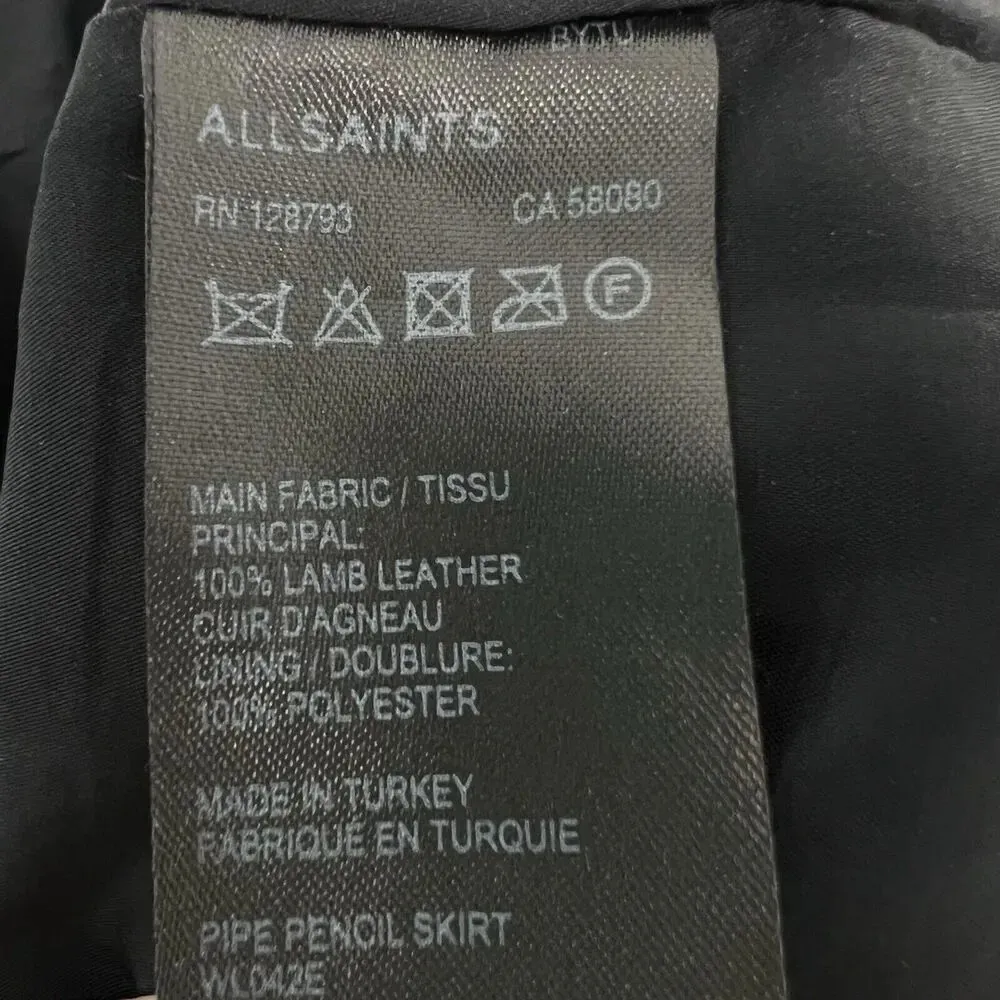 BYTU
ALLSAINTS
RN 128793 CA 58080
F
MAIN FABRIC / TISSU
PRINCIPAL:
100% LAMB LEATHER
CUIR D'AGNEAU
LINING / DOUBLURE:
100% POLYESTER
MADE IN TURKEY
FABRIQUÉ EN TURQUIE
PIPE PENCIL SKIRT
WL042E